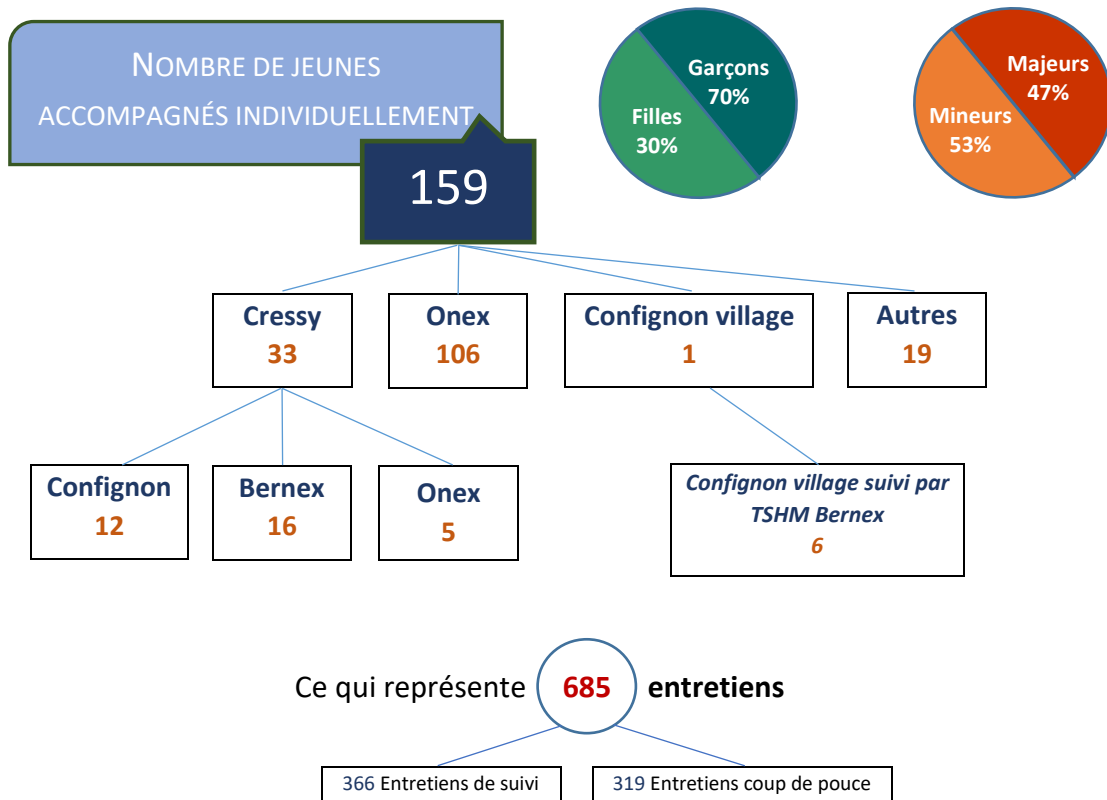 NOMBRE DE JEUNES
ACCOMPAGNÉS INDIVIDUELLEMENT
159
Garçons
70%
Filles
30%
Majeurs
47%
Mineurs
53%
Cressy
33
Onex
106
Confignon village
1
Autres
19
Confignon
12
Bernex
16
Onex
5
Confignon village suivi par
TSHM Bernex
6
Ce qui représente 685 entretiens
366 Entretiens de suivi
319 Entretiens coup de pouce